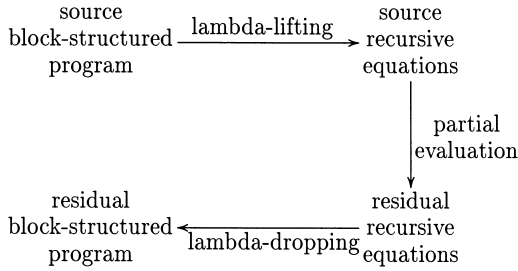 source
block-structured
program
lambda-lifting
source
recursive
equations
partial
evaluation
residual
block-structured
program
lambda-dropping
residual
recursive
equations